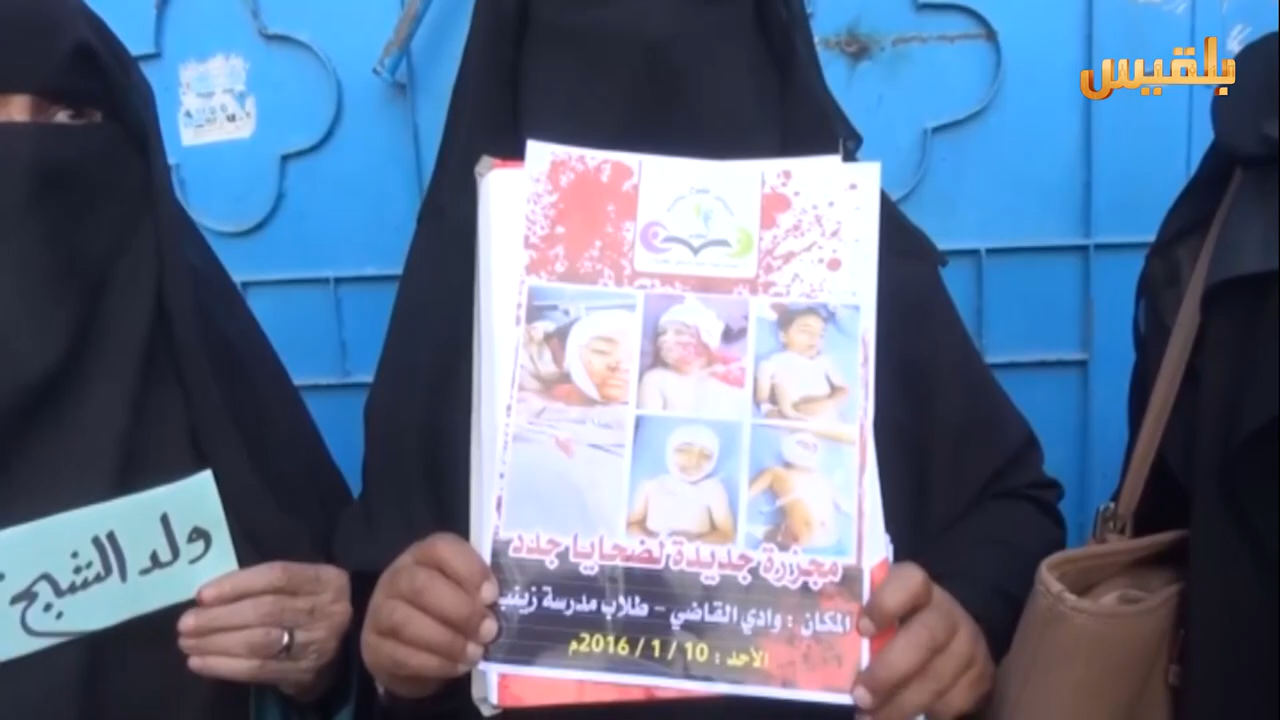 بلقيس
مجزرة جديدة لضحايا جدد
المكان : وادي القاضي - طلاب مدرسة زينب
الأحد : 10 / 1 / 2016م
ولد الشيخ